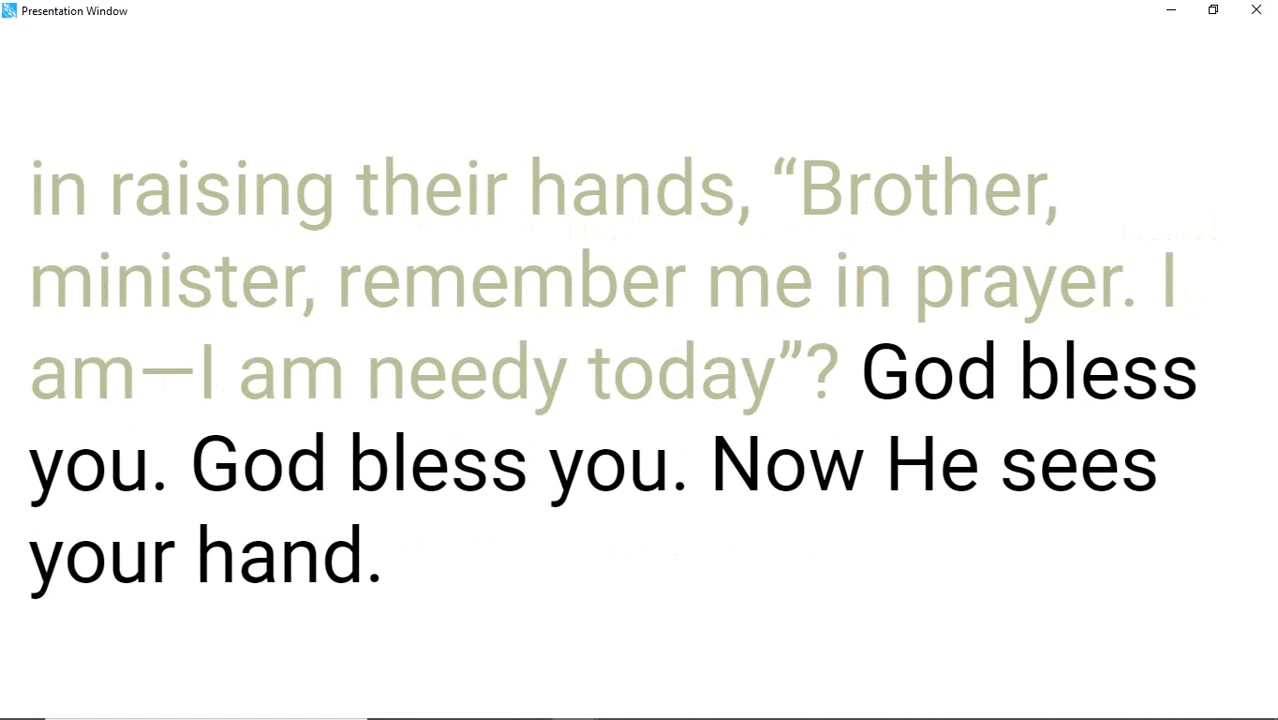 Presentation Window
in raising their hands, “Brother,
minister, remember me in prayer. I
am—I am needy today”? God bless
you. God bless you. Now He sees
your hand.